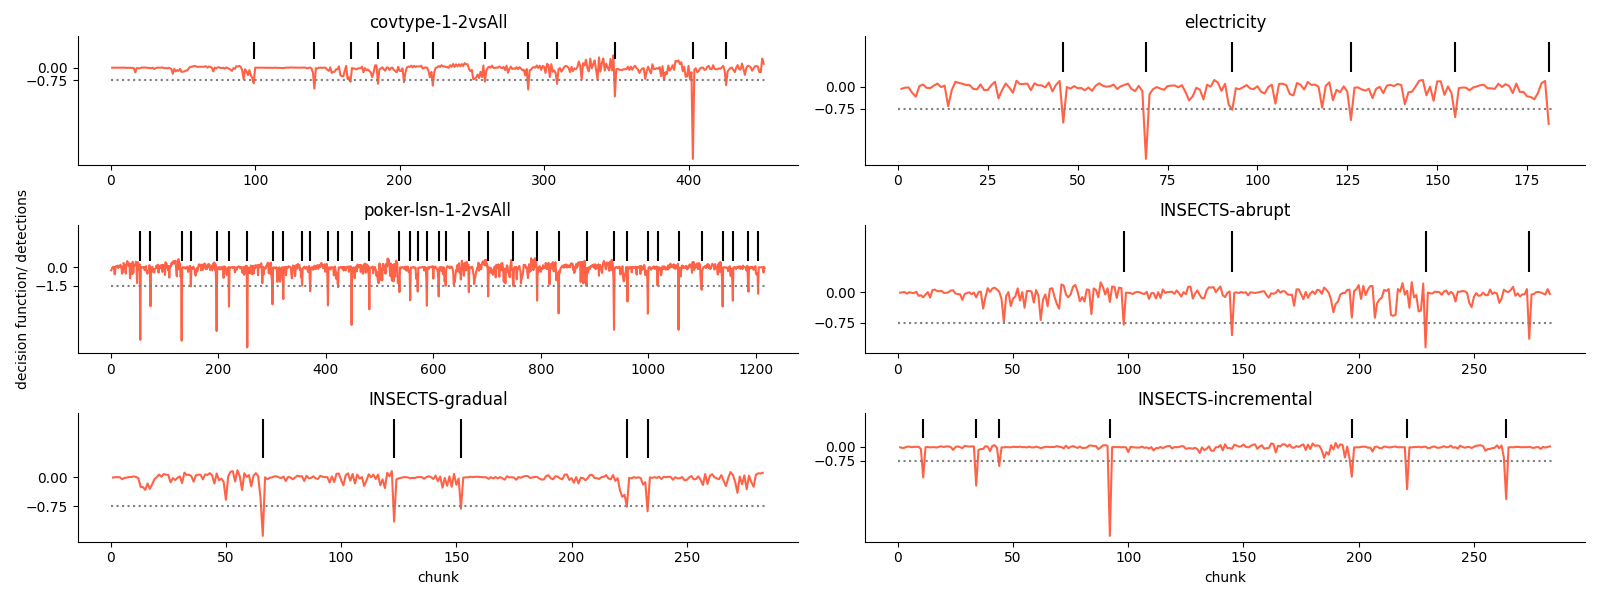 covtype-1-2vsAll
0.00
−0.75
0 100 200 300 400
electricity
0.00
−0.75
0 25 50 75 100 125 150 175
decision function/ detections
poker-lsn-1-2vsAll
0.0
−1.5
0 200 400 600 800 1000 1200
INSECTS-abrupt
0.00
−0.75
0 50 100 150 200 250
INSECTS-gradual
0.00
−0.75
0 50 100 150 200 250
chunk
INSECTS-incremental
0.00
−0.75
0 50 100 150 200 250
chunk